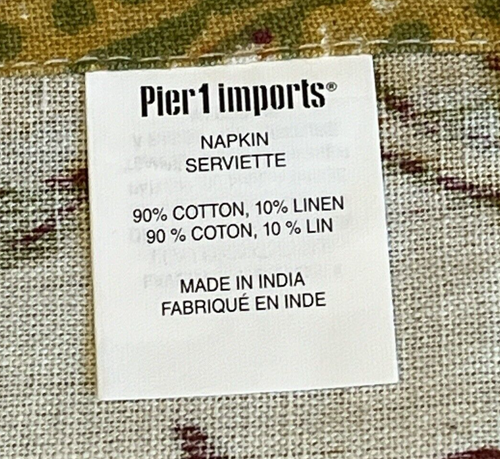 Pier1 imports®
NAPKIN
SERVIETTE
90% COTTON, 10% LINEN
90 % COTON, 10 % LIN
MADE IN INDIA
FABRIQUÉ EN INDE